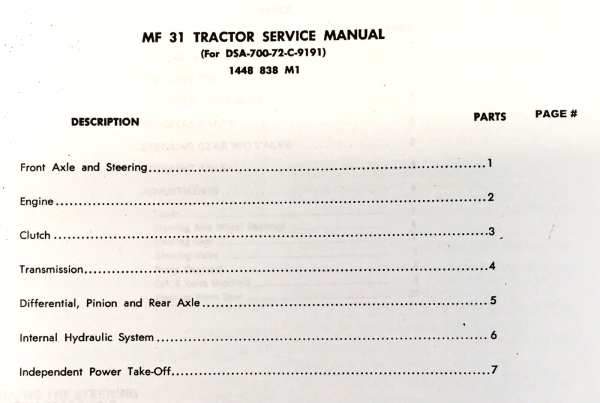 MF 31 TRACTOR SERVICE MANUAL
(For DSA-700-72-C-9191)
1448 838 M1
DESCRIPTION PARTS PAGE #
Front Axle and Steering........................................................1
Engine........................................................................2
Clutch........................................................................3
Transmission..................................................................4
Differential, Pinion and Rear Axle............................................5
Internal Hydraulic System.....................................................6
Independent Power Take-Off....................................................7